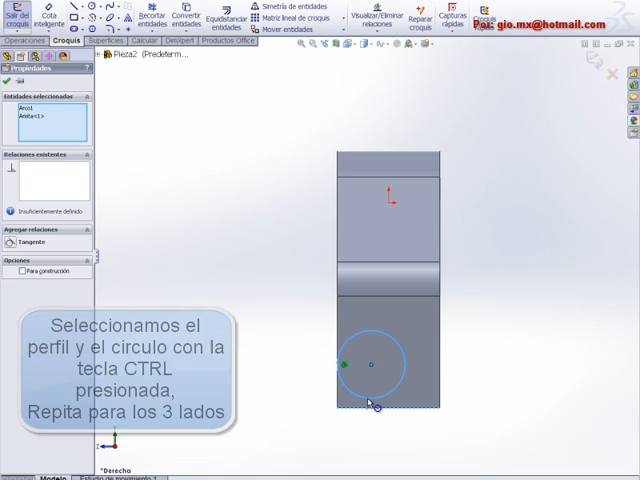 Salir del croquis
Cota inteligente
Recortar entidades
Convertir entidades
Equidistanciar entidades
Simetría de entidades
Matriz lineal de croquis
Mover entidades
Visualizar/Eliminar relaciones
Reparar croquis
Capturas rápidas
Croquis
Por: gio.mx@hotmail.com
Operaciones
Croquis
Superficies
Calcular
DimXpert
Products Office
Propiedades
Pieza2 (Predeterm...
Entidades seleccionadas
Arco1
Arista<1>
Relaciones existentes
Insuficientemente definido
Agregar relaciones
Tangente
Opciones
Para construcción
Seleccionamos el
perfil y el circulo con la
tecla CTRL
presionada,
Repita para los 3 lados
Y
Z
*Derecha
Modelo
Estudio de movimiento 1